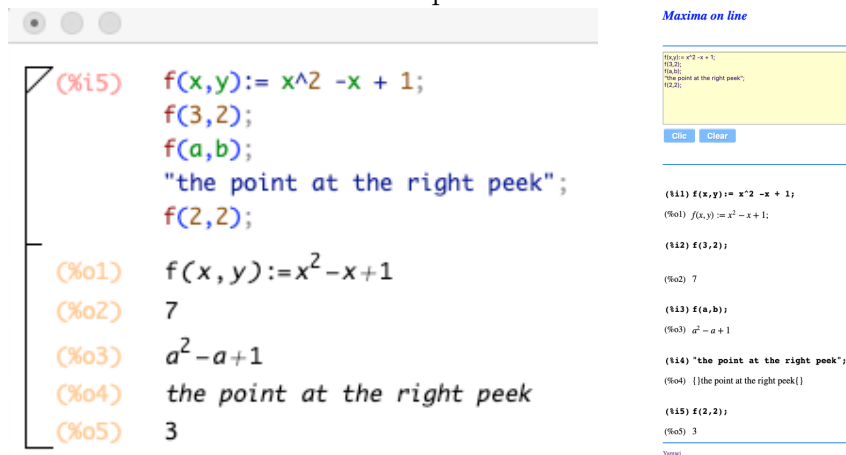 (%i5) f(x,y):= x^2 -x + 1;
f(3,2);
f(a,b);
"the point at the right peek";
f(2,2);
(%o1) f(x,y):=x²-x+1
(%o2) 7
(%o3) a²-a+1
(%o4) the point at the right peek
(%o5) 3
Maxima on line
f(x,y):= x^2 -x + 1;
f(3,2);
f(a,b);
"the point at the right peek";
f(2,2);
Clic Clear
(%i1) f(x,y):= x^2 -x + 1;
(%o1) f(x, y) := x² − x + 1;
(%i2) f(3,2);
(%o2) 7
(%i3) f(a,b);
(%o3) a² − a + 1
(%i4) "the point at the right peek";
(%o4) {}the point at the right peek{}
(%i5) f(2,2);
(%o5) 3